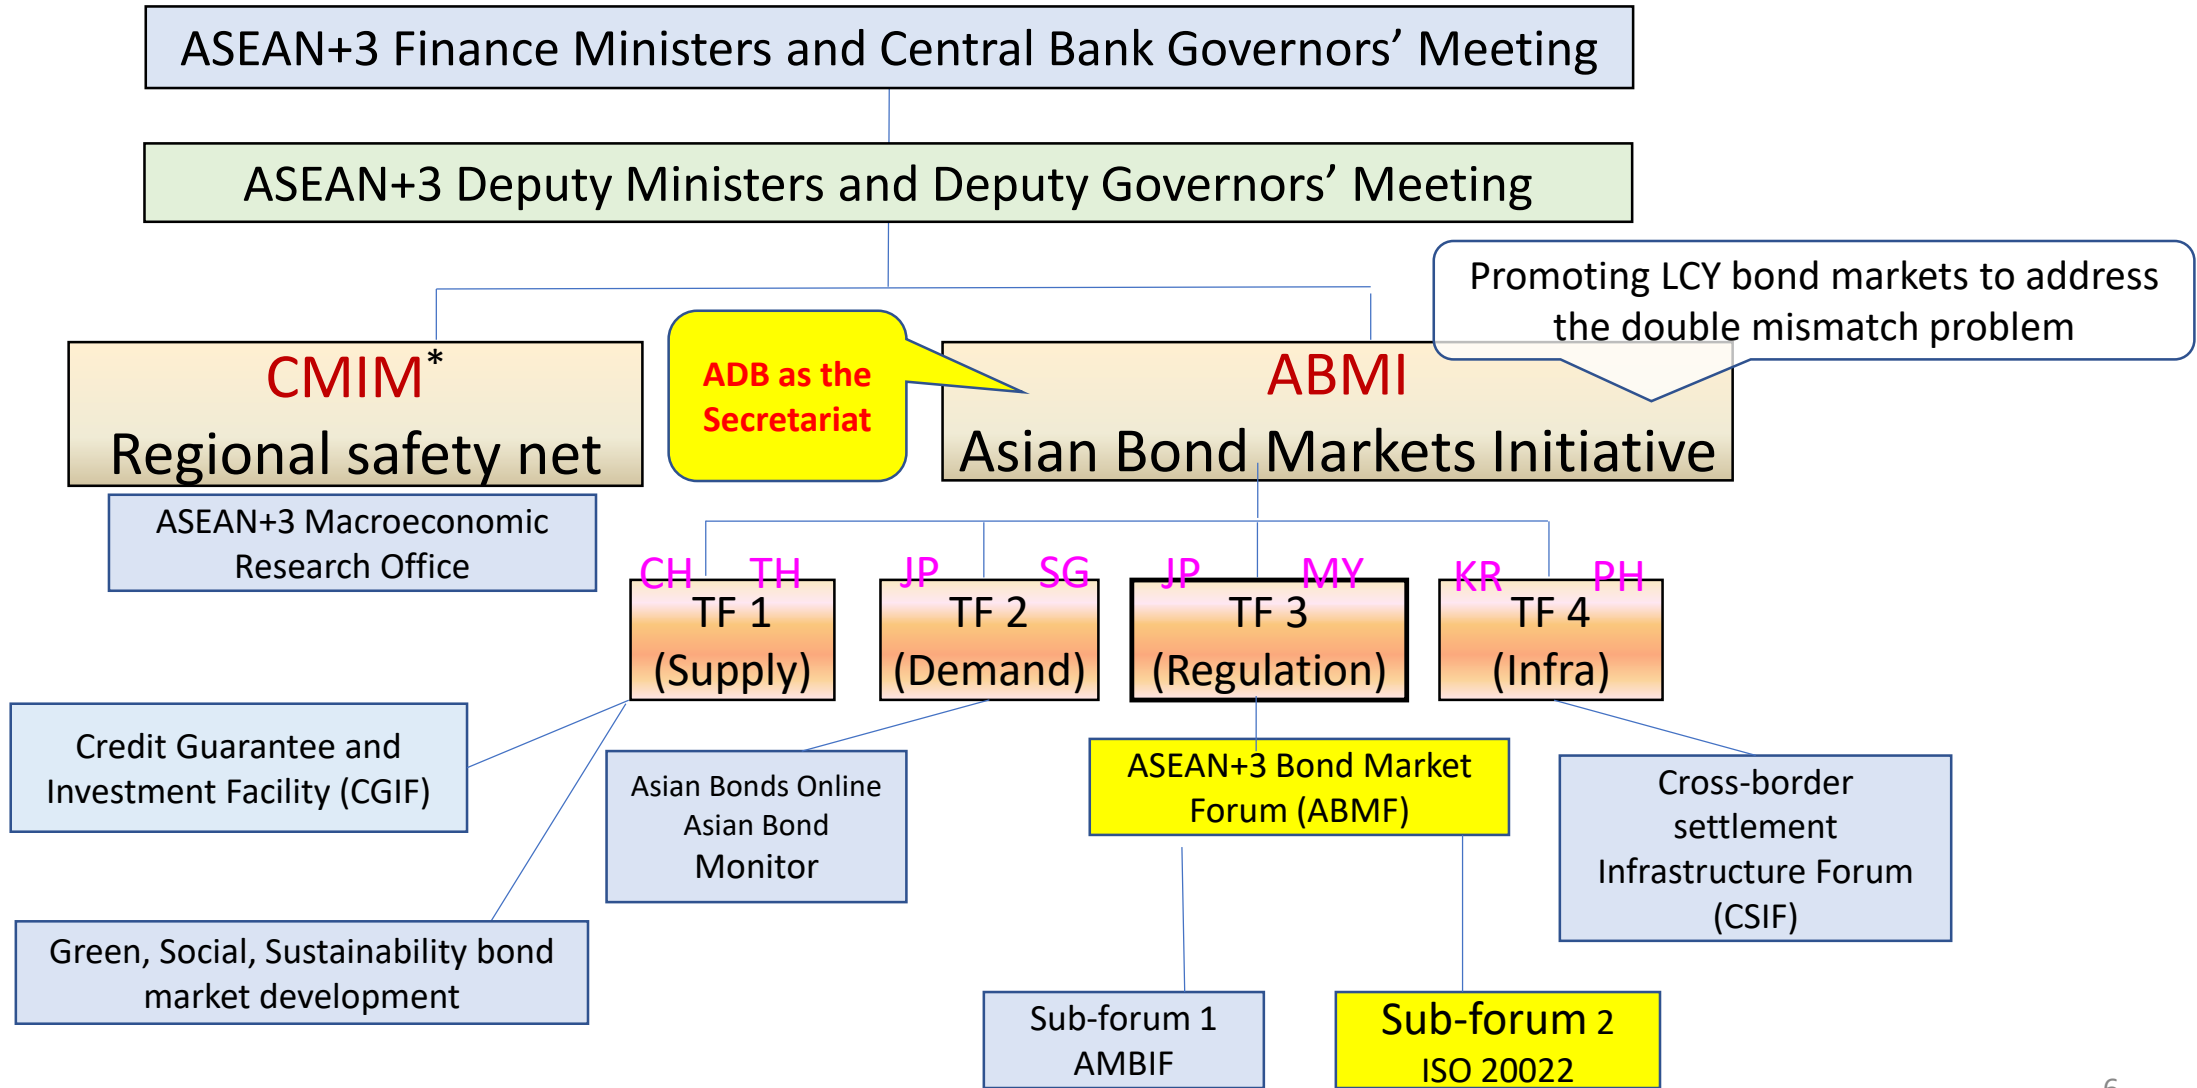 ASEAN+3 Finance Ministers and Central Bank Governors’ Meeting
ASEAN+3 Deputy Ministers and Deputy Governors’ Meeting
Promoting LCY bond markets to address
the double mismatch problem
CMIM*
Regional safety net
ADB as the
Secretariat
ABMI
Asian Bond Markets Initiative
ASEAN+3 Macroeconomic
Research Office
CH TH
JP SG
JP MY
KR PH
TF 1
(Supply)
TF 2
(Demand)
TF 3
(Regulation)
TF 4
(Infra)
Credit Guarantee and
Investment Facility (CGIF)
Asian Bonds Online
Asian Bond
Monitor
ASEAN+3 Bond Market
Forum (ABMF)
Cross-border
settlement
Infrastructure Forum
(CSIF)
Green, Social, Sustainability bond
market development
Sub-forum 1
AMBIF
Sub-forum 2
ISO 20022
6